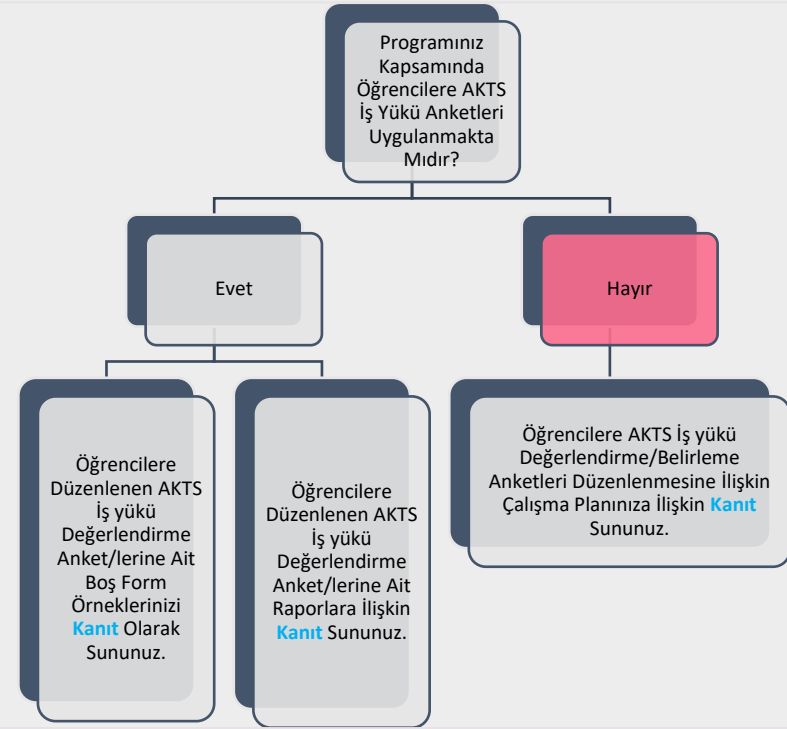 Programınız
Kapsamında
Öğrencilere AKTS
İş Yükü Anketleri
Uygulanmakta
Mıdır?
Evet
Hayır
Öğrencilere
Düzenlenen AKTS
İş yükü
Değerlendirme
Anket/lerine Ait
Boş Form
Örneklerinizi
Kanıt Olarak
Sununuz.
Öğrencilere
Düzenlenen AKTS
İş yükü
Değerlendirme
Anket/lerine Ait
Raporlara İlişkin
Kanıt Sununuz.
Öğrencilere AKTS İş yükü
Değerlendirme/Belirleme
Anketleri Düzenlenmesine İlişkin
Çalışma Planınıza İlişkin Kanıt
Sununuz.